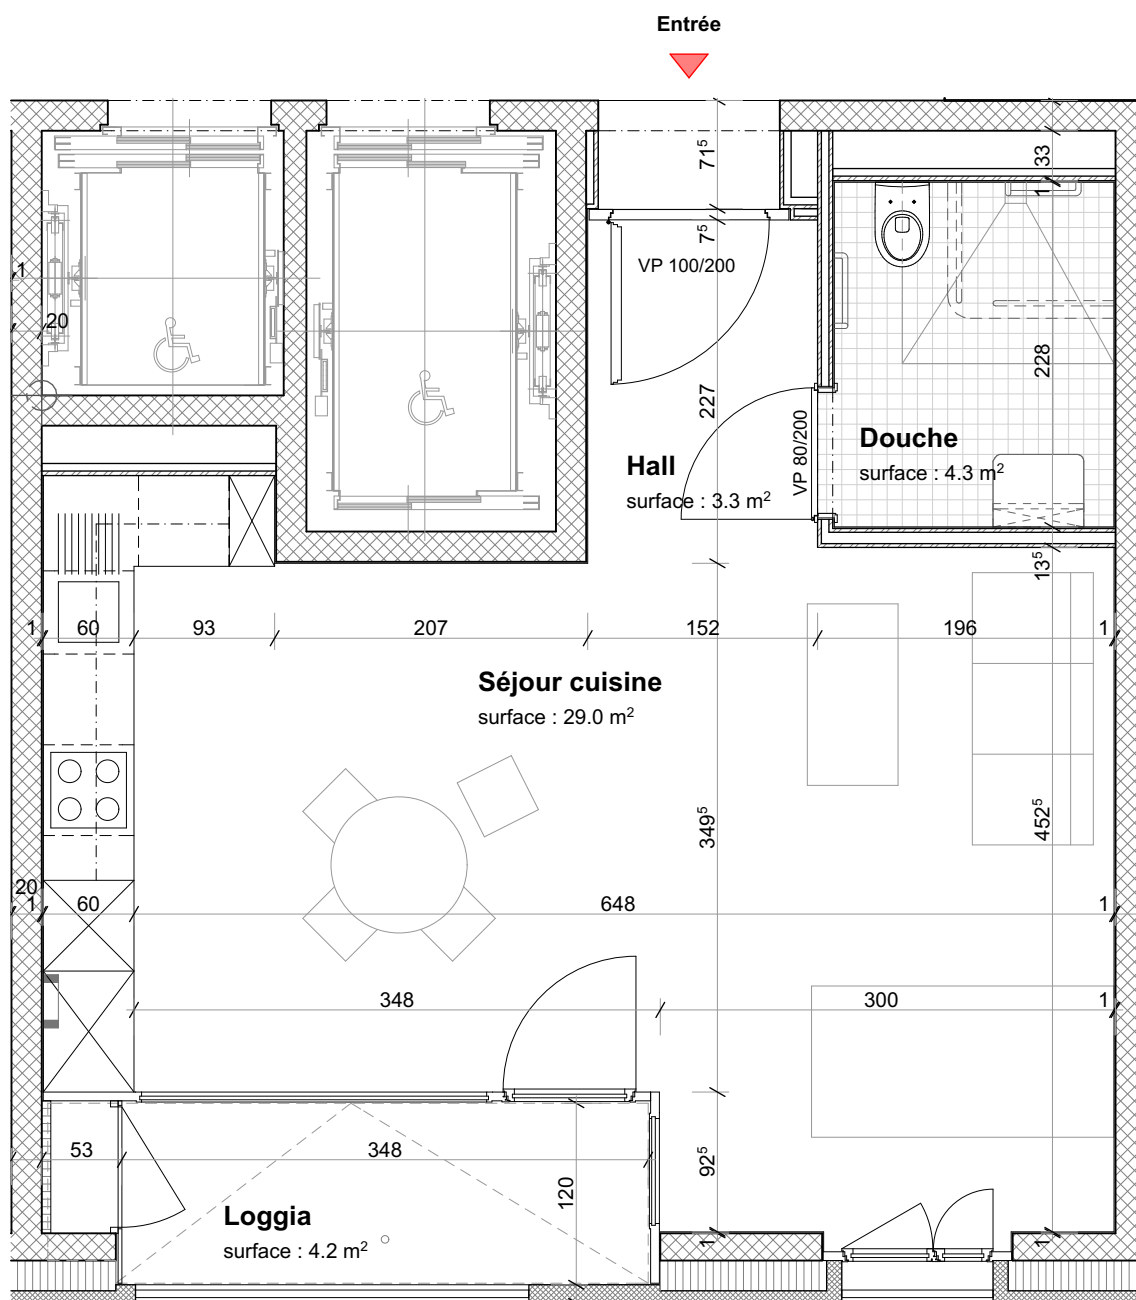 Entrée
71⁵
33
1
7⁵
VP 100/200
1
20
228
227
VP 80/200
Douche
surface : 4.3 m²
Hall
surface : 3.3 m²
13⁵
1
60
93
207
152
196
1
Séjour cuisine
surface : 29.0 m²
349⁵
452⁵
20
1
60
648
1
348
300
1
53
348
120
92⁵
Loggia
surface : 4.2 m²
1
1